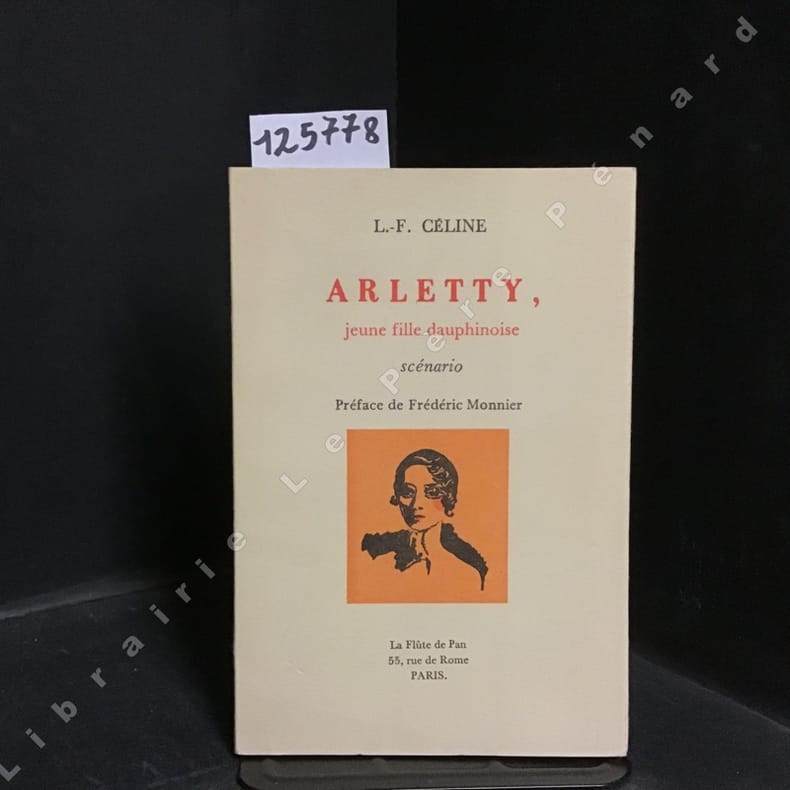 125778
L.-F. CÉLINE
ARLETTY,
jeune fille dauphinoise
scénario
Préface de Frédéric Monnier
La Flûte de Pan
55, rue de Rome
PARIS.
Librairie Le Père Pénard